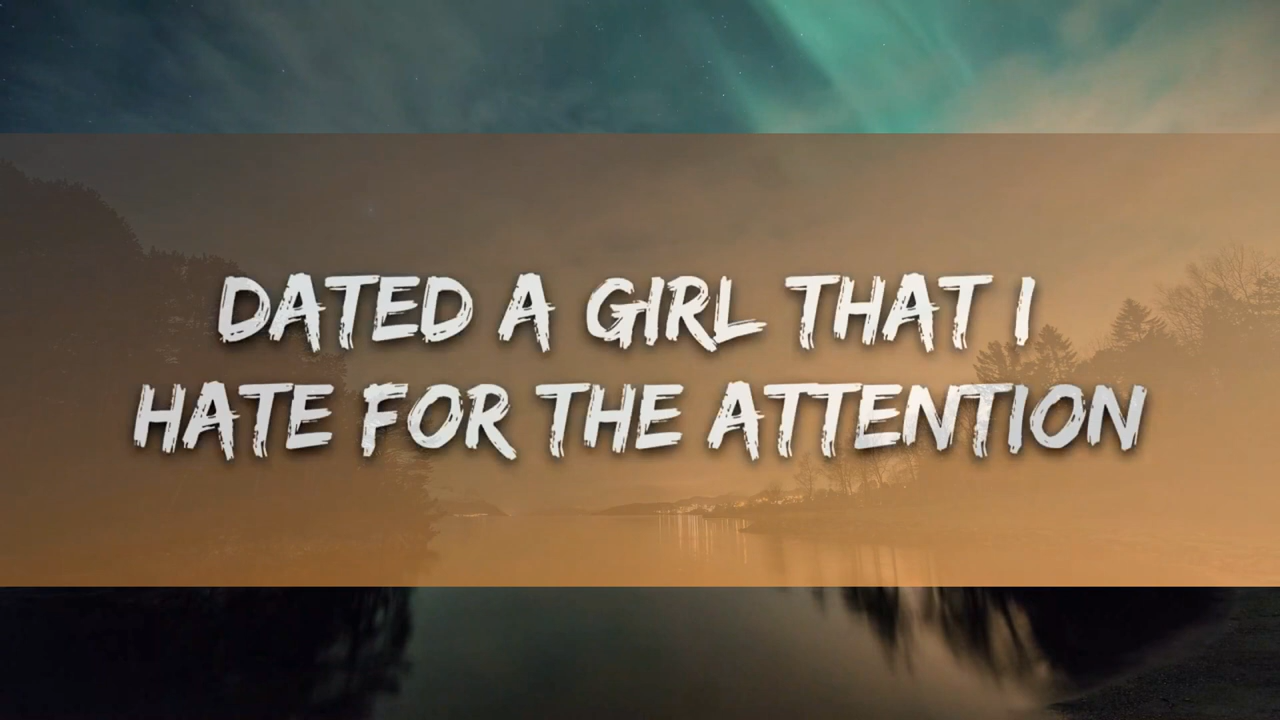 DATED A GIRL THAT I
HATE FOR THE ATTENTION